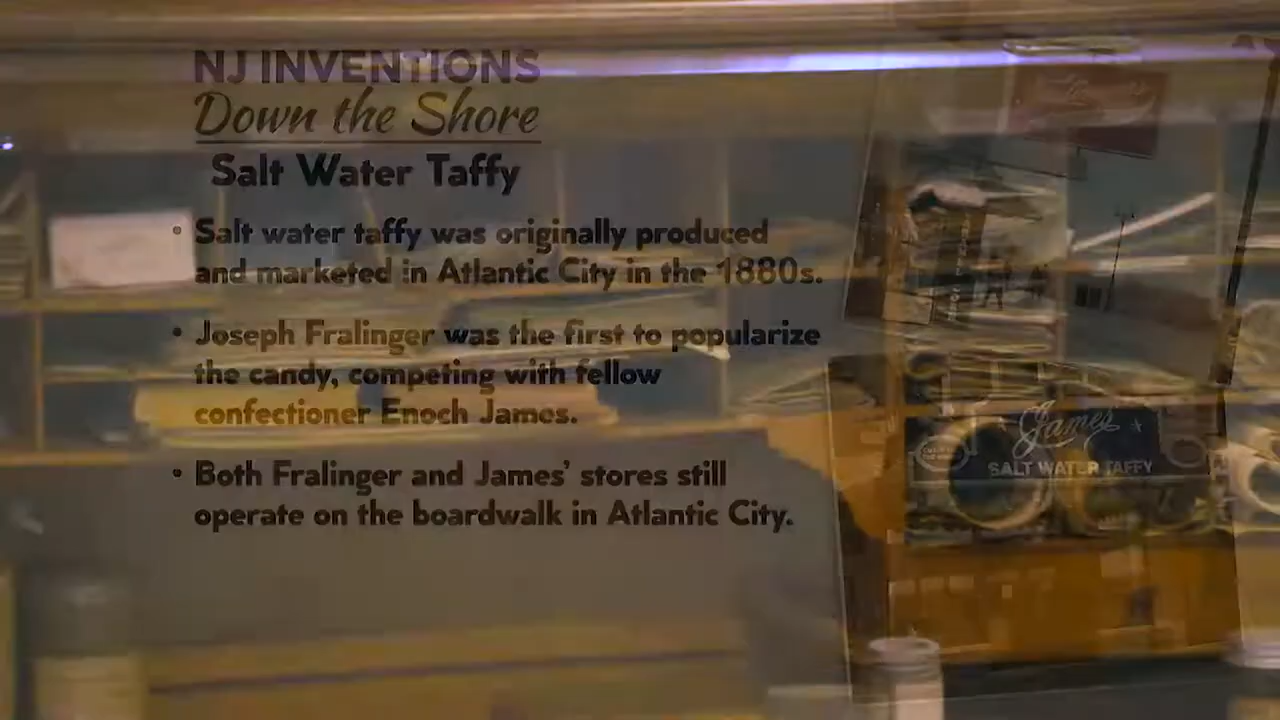 NJ INVENTIONS
Down the Shore
Salt Water Taffy
• Salt water taffy was originally produced
and marketed in Atlantic City in the 1880s.
• Joseph Fralinger was the first to popularize
the candy, competing with fellow
confectioner Enoch James.
• Both Fralinger and James’ stores still
operate on the boardwalk in Atlantic City.
James'
SALT WATER TAFFY